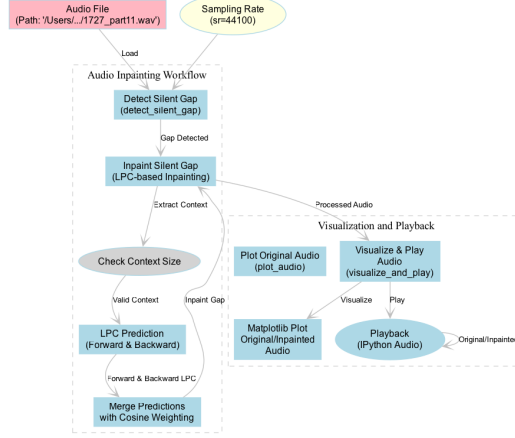 Audio File
(Path: '/Users/.../1727_part11.wav')
Sampling Rate
(sr=44100)
Load
Audio Inpainting Workflow
Detect Silent Gap
(detect_silent_gap)
Gap Detected
Inpaint Silent Gap
(LPC-based Inpainting)
Extract Context
Processed Audio
Check Context Size
Valid Context
Inpaint Gap
LPC Prediction
(Forward & Backward)
Forward & Backward LPC
Merge Predictions
with Cosine Weighting
Visualization and Playback
Plot Original Audio
(plot_audio)
Visualize & Play
Audio
(visualize_and_play)
Visualize
Play
Matplotlib Plot
Original/Inpainted
Audio
Playback
(IPython Audio)
Original/Inpainted